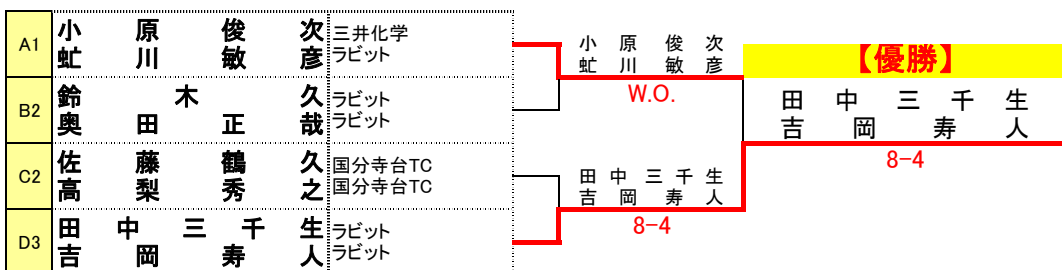 A1
小原俊次 三井化学
虻川敏彦 ラビット
B2
鈴木久 ラビット
奥田正哉 ラビット
C2
佐藤鶴久 国分寺台TC
高梨秀之 国分寺台TC
D3
田中三千生 ラビット
吉岡寿人 ラビット
小原俊次
虻川敏彦
W.O.
田中三千生
吉岡寿人
8-4
【優勝】
田中三千生
吉岡寿人
8-4